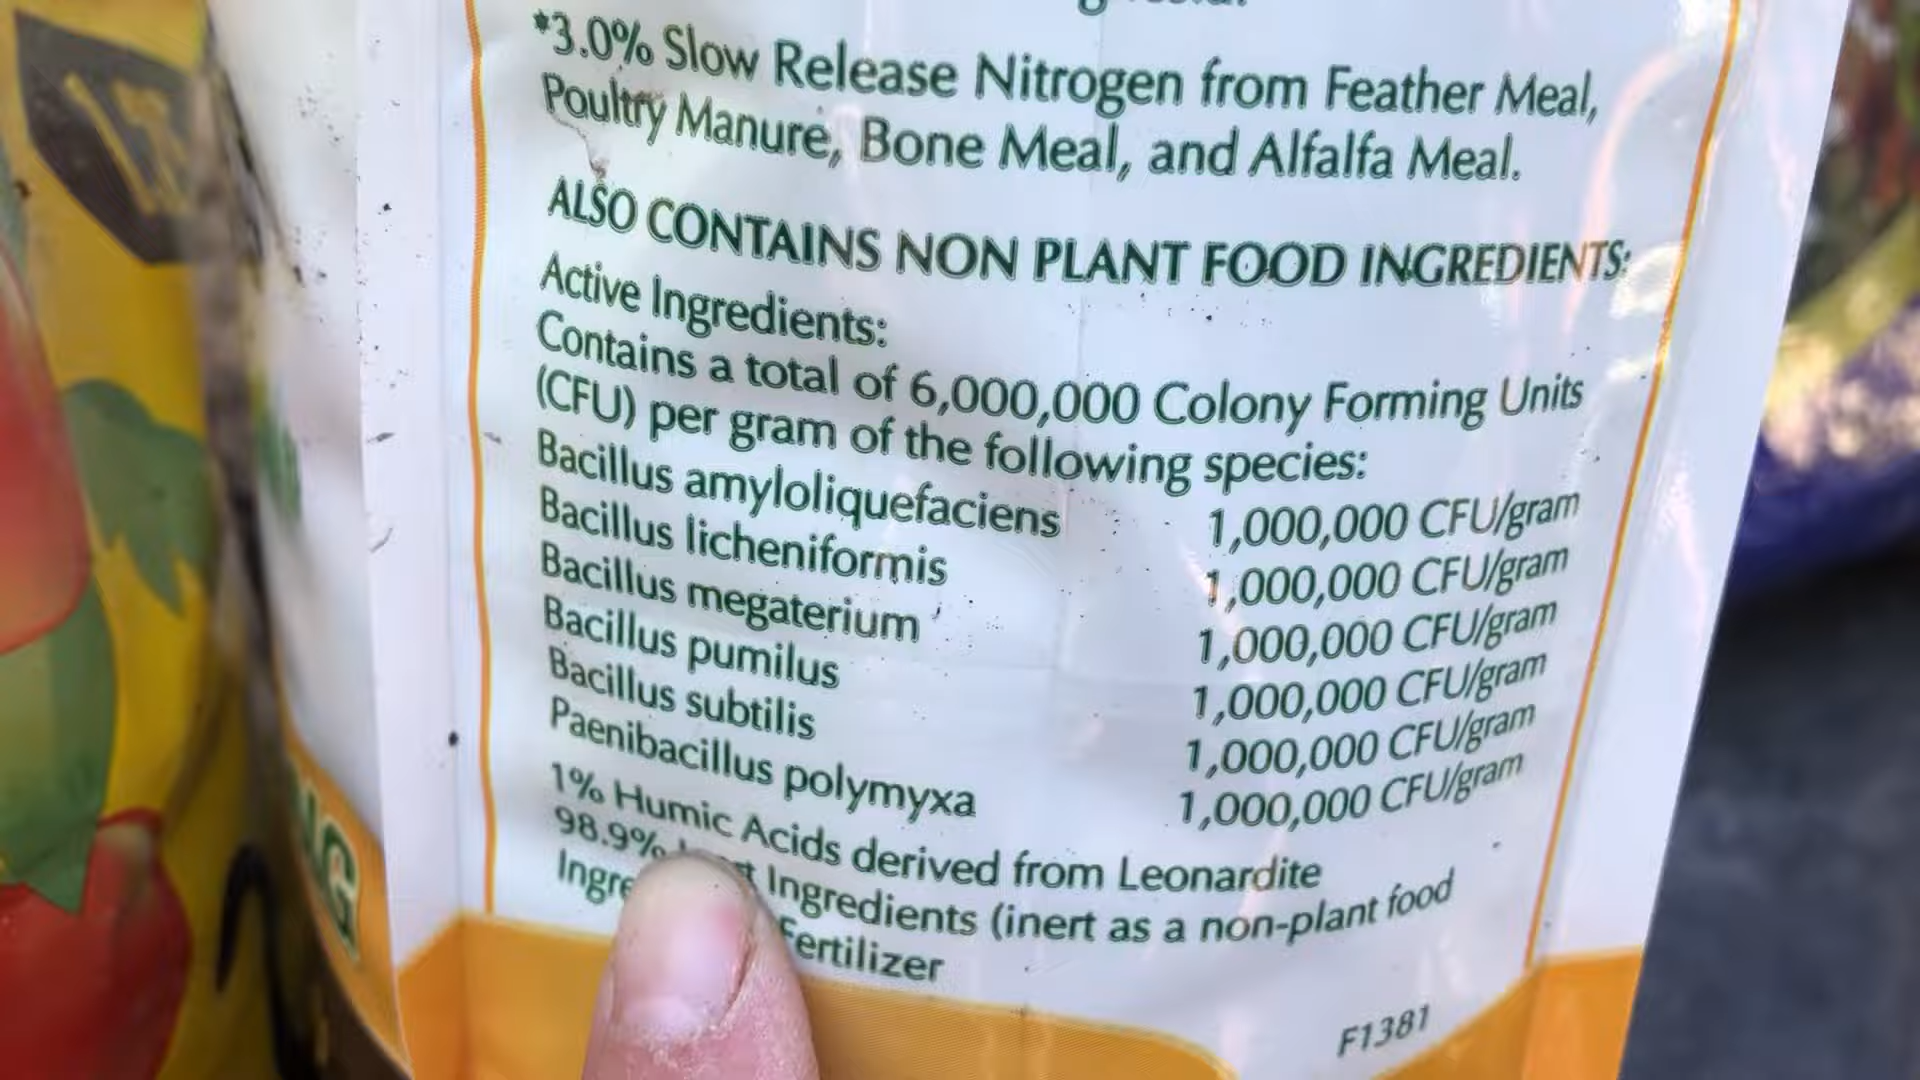 *3.0% Slow Release Nitrogen from Feather Meal,
Poultry Manure, Bone Meal, and Alfalfa Meal.
ALSO CONTAINS NON PLANT FOOD INGREDIENTS:
Active Ingredients:
Contains a total of 6,000,000 Colony Forming Units
(CFU) per gram of the following species:
Bacillus amyloliquefaciens 1,000,000 CFU/gram
Bacillus licheniformis 1,000,000 CFU/gram
Bacillus megaterium 1,000,000 CFU/gram
Bacillus pumilus 1,000,000 CFU/gram
Bacillus subtilis 1,000,000 CFU/gram
Paenibacillus polymyxa 1,000,000 CFU/gram
1% Humic Acids derived from Leonardite
98.9% Ingredients (inert as a non-plant food
Fertilizer
F1381